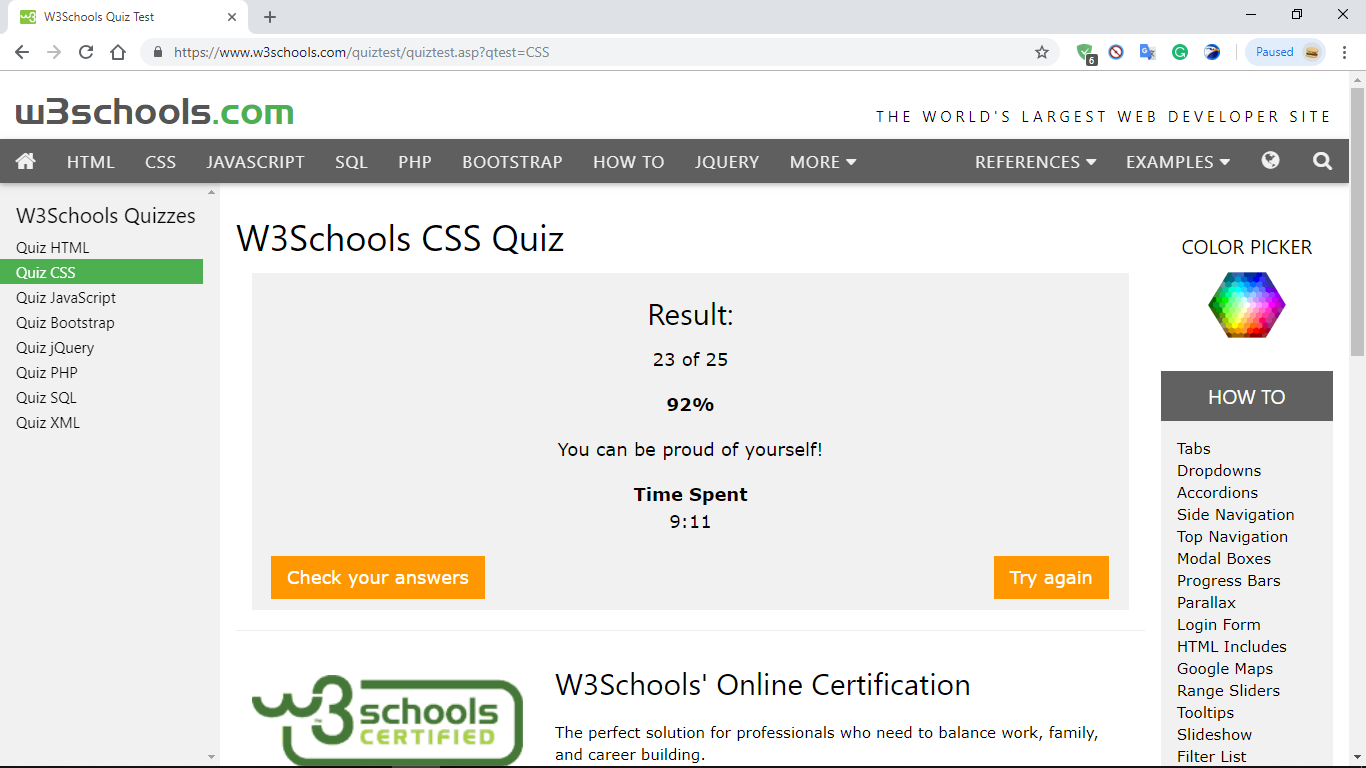 W3Schools Quiz Test
https://www.w3schools.com/quiztest/quiztest.asp?qtest=CSS
6
Paused
w3schools.com
THE WORLD'S LARGEST WEB DEVELOPER SITE
HTML CSS JAVASCRIPT SQL PHP BOOTSTRAP HOW TO JQUERY MORE REFERENCES EXAMPLES
W3Schools Quizzes
Quiz HTML
Quiz CSS
Quiz JavaScript
Quiz Bootstrap
Quiz jQuery
Quiz PHP
Quiz SQL
Quiz XML
W3Schools CSS Quiz
Result:
23 of 25
92%
You can be proud of yourself!
Time Spent
9:11
Check your answers
Try again
w3schools
CERTIFIED
W3Schools' Online Certification
The perfect solution for professionals who need to balance work, family,
and career building.
COLOR PICKER
HOW TO
Tabs
Dropdowns
Accordions
Side Navigation
Top Navigation
Modal Boxes
Progress Bars
Parallax
Login Form
HTML Includes
Google Maps
Range Sliders
Tooltips
Slideshow
Filter List